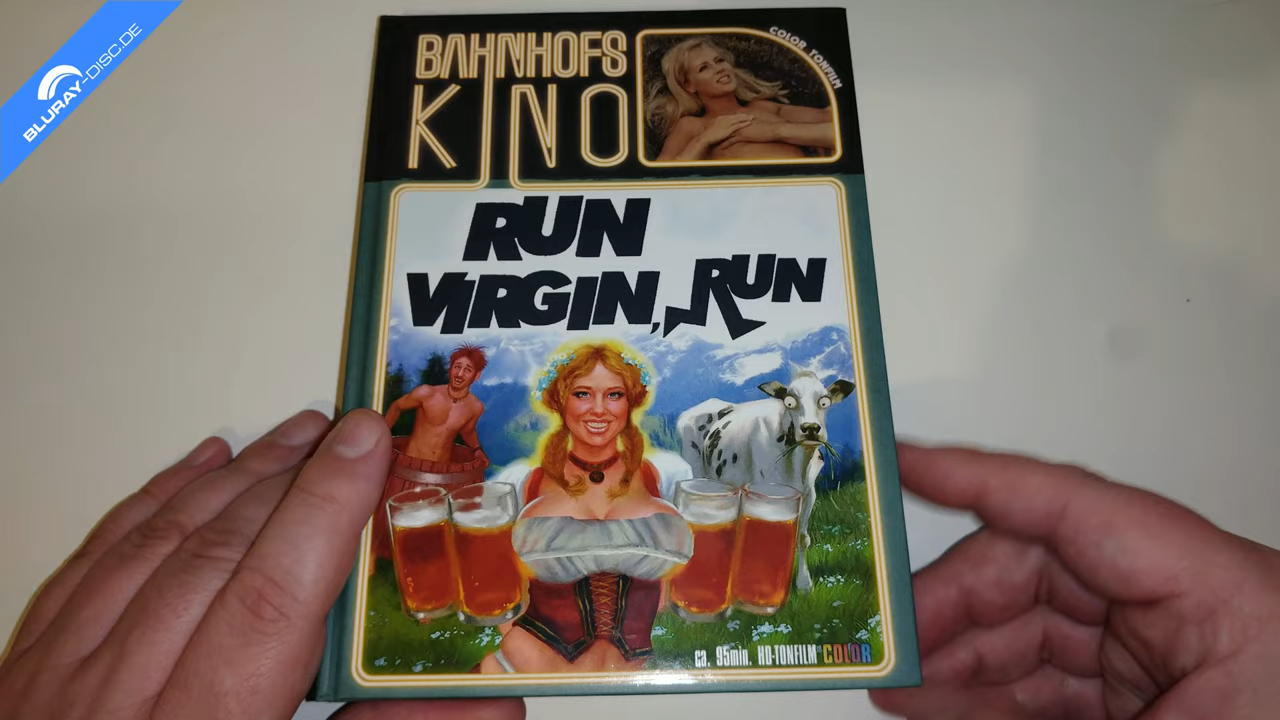 BLURAY-DISC.DE
BAHNHOFS
KINO
COLOR TONFILM
RUN
VIRGIN, RUN
ca. 95min. HD-TONFILM COLOR